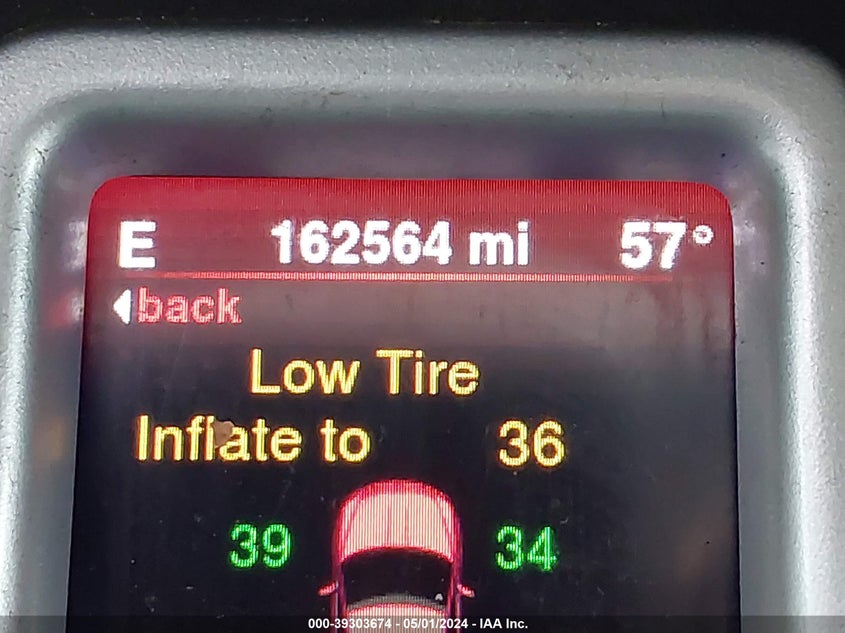 E 162564 mi 57°
back
Low Tire
Inflate to 36
39 34
000-39303674 - 05/01/2024 - IAA Inc.